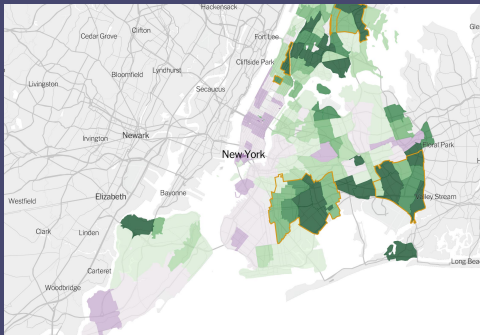 Hackensack
Clifton
Cedar Grove
Fort Lee
Cliffside Park
Lyndhurst
Bloomfield
Livingston
Secaucus
Irvington
Newark
New York
Floral Park
Elizabeth
Bayonne
Westfield
Valley Stream
Clark
Linden
Carteret
Long Bea
Woodbridge